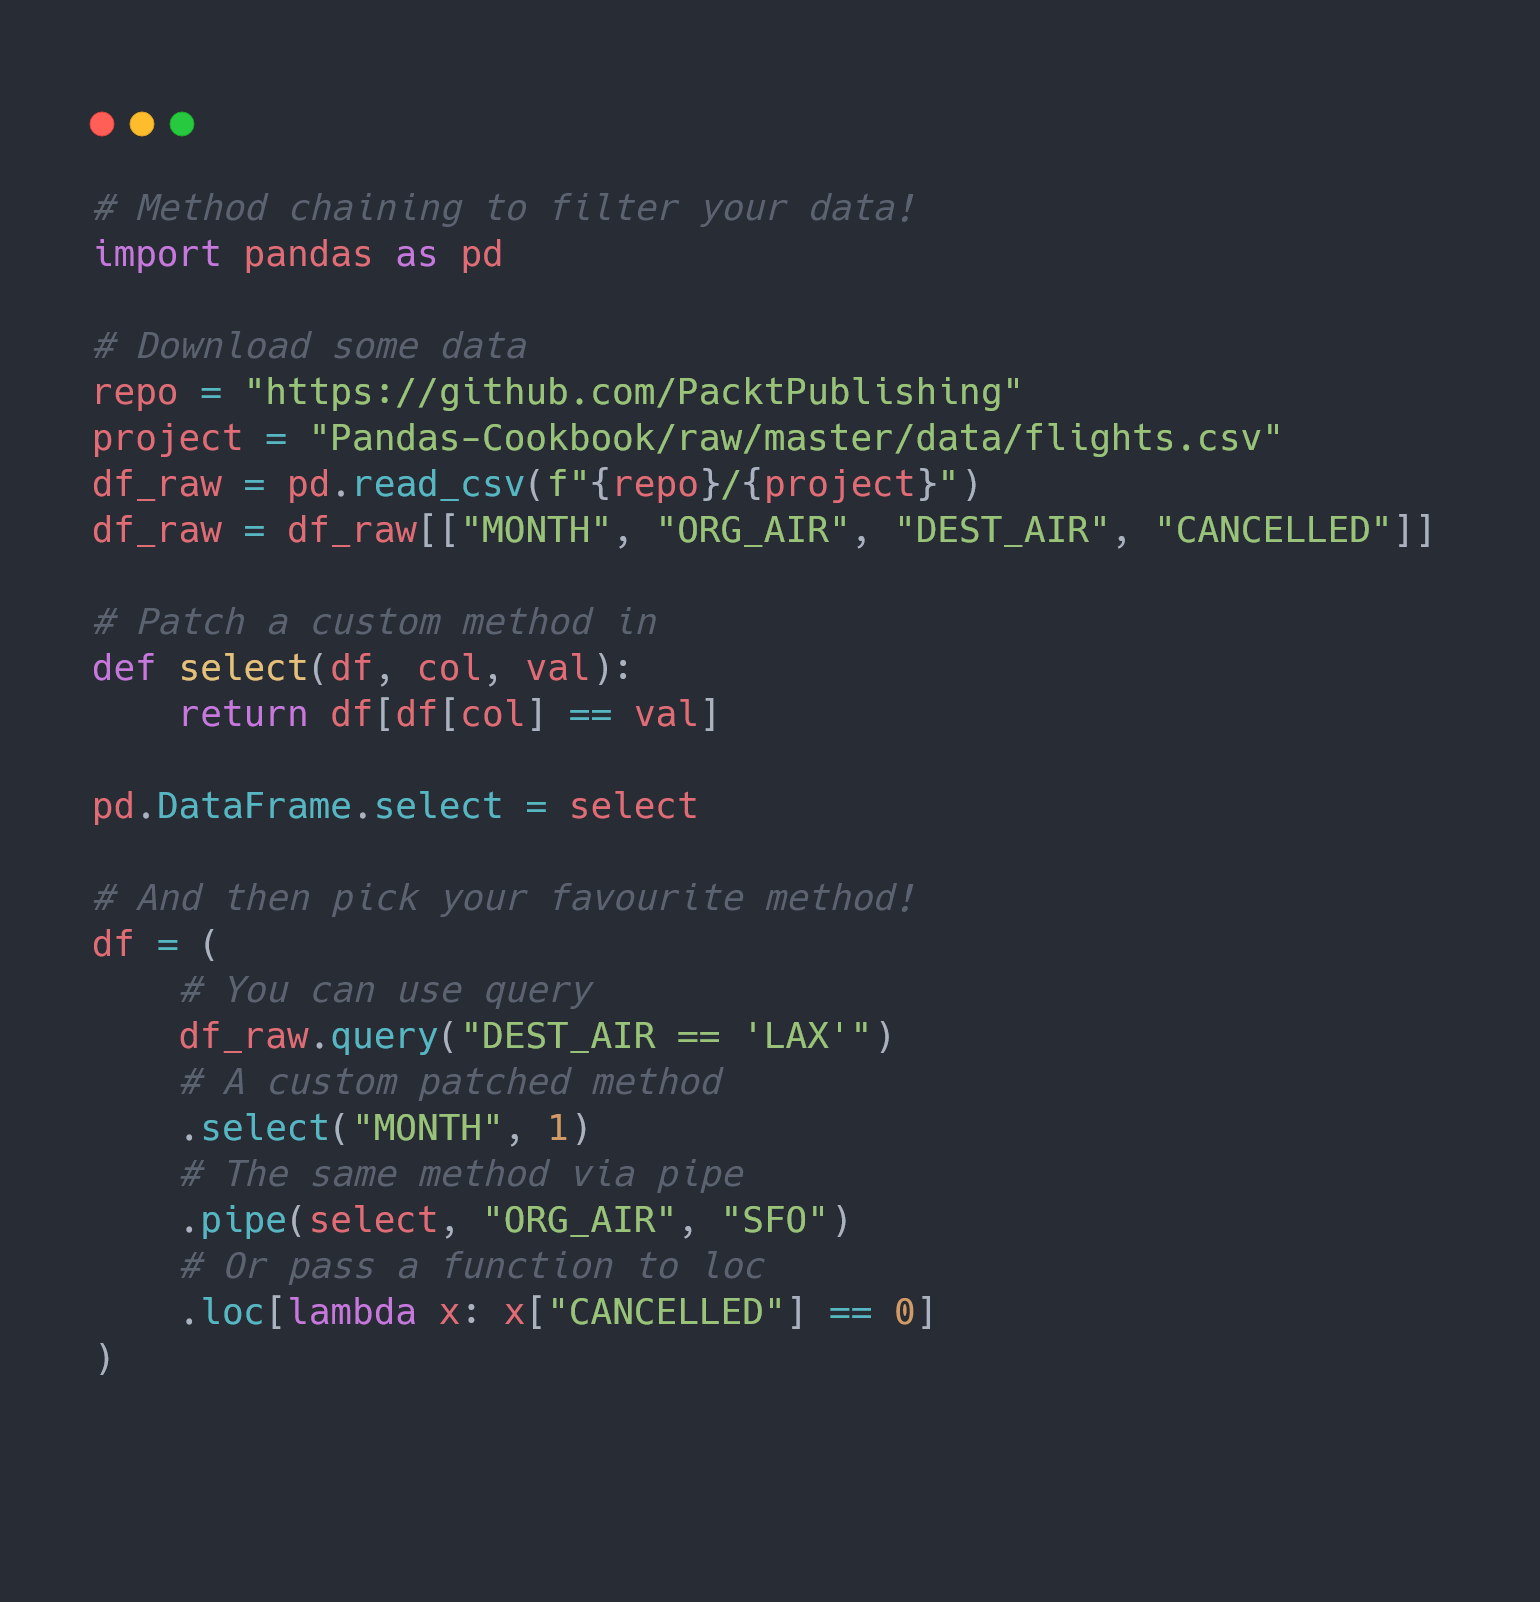 # Method chaining to filter your data!
import pandas as pd
# Download some data
repo = "https://github.com/PacktPublishing"
project = "Pandas-Cookbook/raw/master/data/flights.csv"
df_raw = pd.read_csv(f"{repo}/{project}")
df_raw = df_raw[["MONTH", "ORG_AIR", "DEST_AIR", "CANCELLED"]]
# Patch a custom method in
def select(df, col, val):
    return df[df[col] == val]
pd.DataFrame.select = select
# And then pick your favourite method!
df = (
    # You can use query
    df_raw.query("DEST_AIR == 'LAX'")
    # A custom patched method
    .select("MONTH", 1)
    # The same method via pipe
    .pipe(select, "ORG_AIR", "SFO")
    # Or pass a function to loc
    .loc[lambda x: x["CANCELLED"] == 0]
)